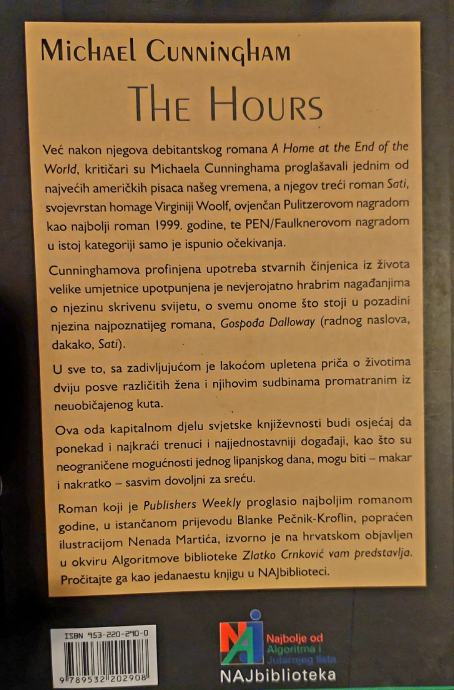 Michael Cunningham
The Hours
Već nakon njegova debitantskog romana A Home at the End of the
World, kritičari su Michaela Cunninghama proglašavali jednim od
najvećih američkih pisaca našeg vremena, a njegov treći roman Sati,
svojevrstan homage Virginiji Woolf, ovjenčan Pulitzerovom nagradom
kao najbolji roman 1999. godine, te PEN/Faulknerovom nagradom
u istoj kategoriji samo je ispunio očekivanja.
Cunninghamova profinjena upotreba stvarnih činjenica iz života
velike umjetnice upotpunjena je nevjerojatno hrabrim nagađanjima
o njezinu skrivenu svijetu, o svemu onome što stoji u pozadini
njezina najpoznatijeg romana, Gospođa Dalloway (radnog naslova,
dakako, Sati).
U sve to, sa zadivljujućom je lakoćom upletena priča o životima
dviju posve različitih žena i njihovim sudbinama promatranim iz
neuobičajenog kuta.
Ova oda kapitalnom djelu svjetske književnosti budi osjećaj da
ponekad i najkraći trenuci i najjednostavniji događaji, kao što su
neograničene mogućnosti jednog lipanjskog dana, mogu biti – makar
i nakratko – sasvim dovoljni za sreću.
Roman koji je Publishers Weekly proglasio najboljim romanom
godine, u istančanom prijevodu Blanke Pečnik-Kroflin, popraćen
ilustracijom Nenada Martića, izvorno je na hrvatskom objavljen
u okviru Algoritmove biblioteke Zlatko Crnković vam predstavlja.
Pročitajte ga kao jedanaestu knjigu u NAJbiblioteci.
ISBN 953-220-290-0
9 789532 202908
NAJ
Najbolje od
Algoritma i
Jutarnjeg lista
NAJbiblioteka